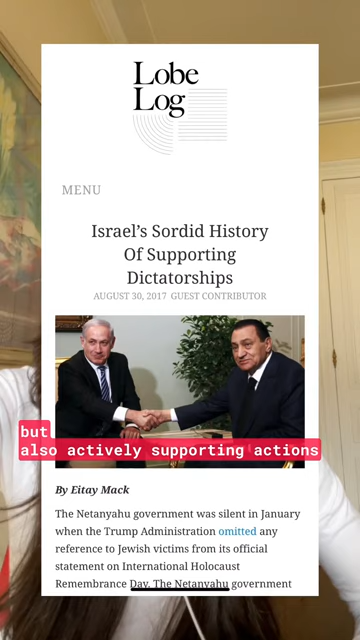 Lobe
Log
MENU
Israel’s Sordid History
Of Supporting
Dictatorships
AUGUST 30, 2017 GUEST CONTRIBUTOR
but
also actively supporting actions
By Eitay Mack
The Netanyahu government was silent in January
when the Trump Administration omitted any
reference to Jewish victims from its official
statement on International Holocaust
Remembrance Day. The Netanyahu government